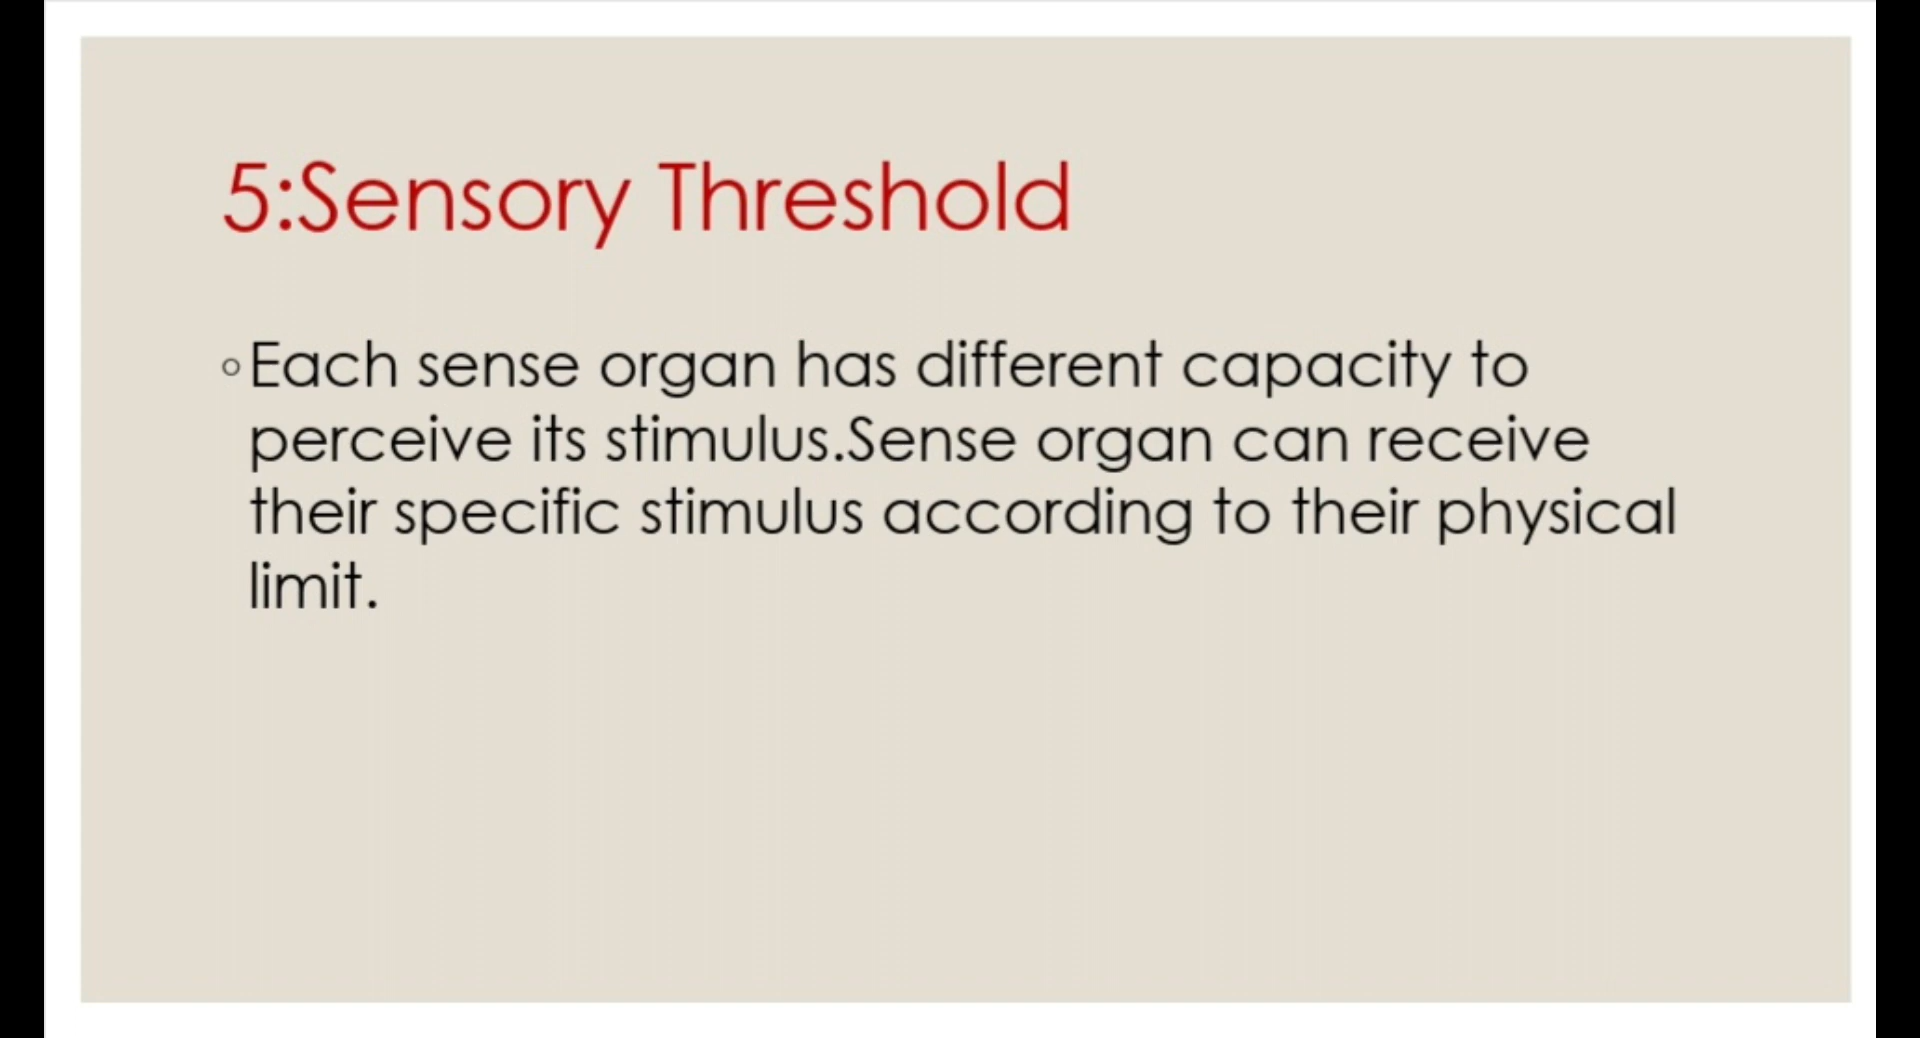 5:Sensory Threshold
◦Each sense organ has different capacity to
perceive its stimulus.Sense organ can receive
their specific stimulus according to their physical
limit.